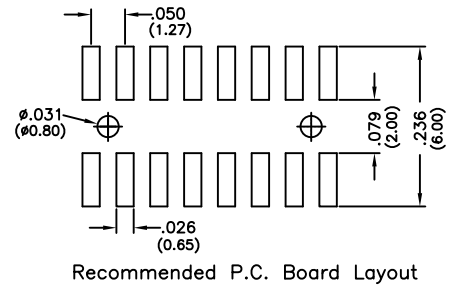 .050
(1.27)
ø.031
(ø0.80)
.079
(2.00)
.236
(6.00)
.026
(0.65)
Recommended P.C. Board Layout